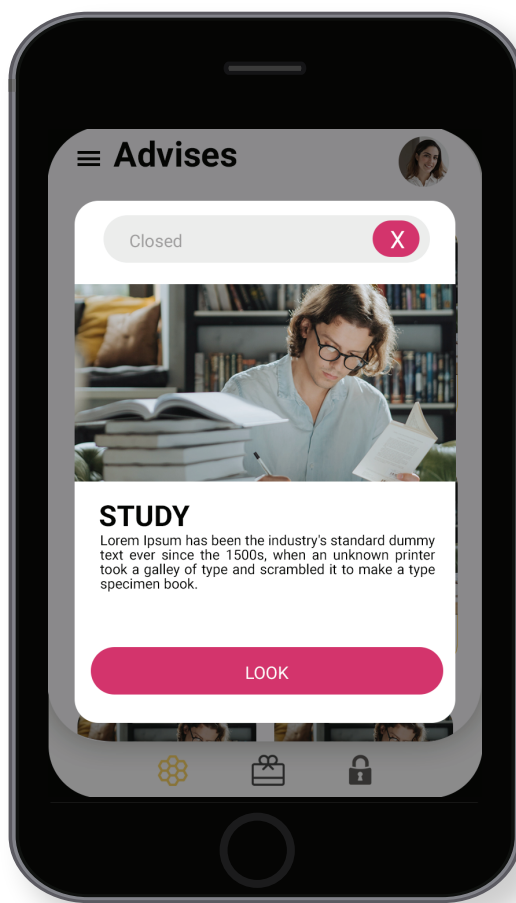 Advises
Closed
X
STUDY
Lorem Ipsum has been the industry's standard dummy
text ever since the 1500s, when an unknown printer
took a galley of type and scrambled it to make a type
specimen book.
LOOK